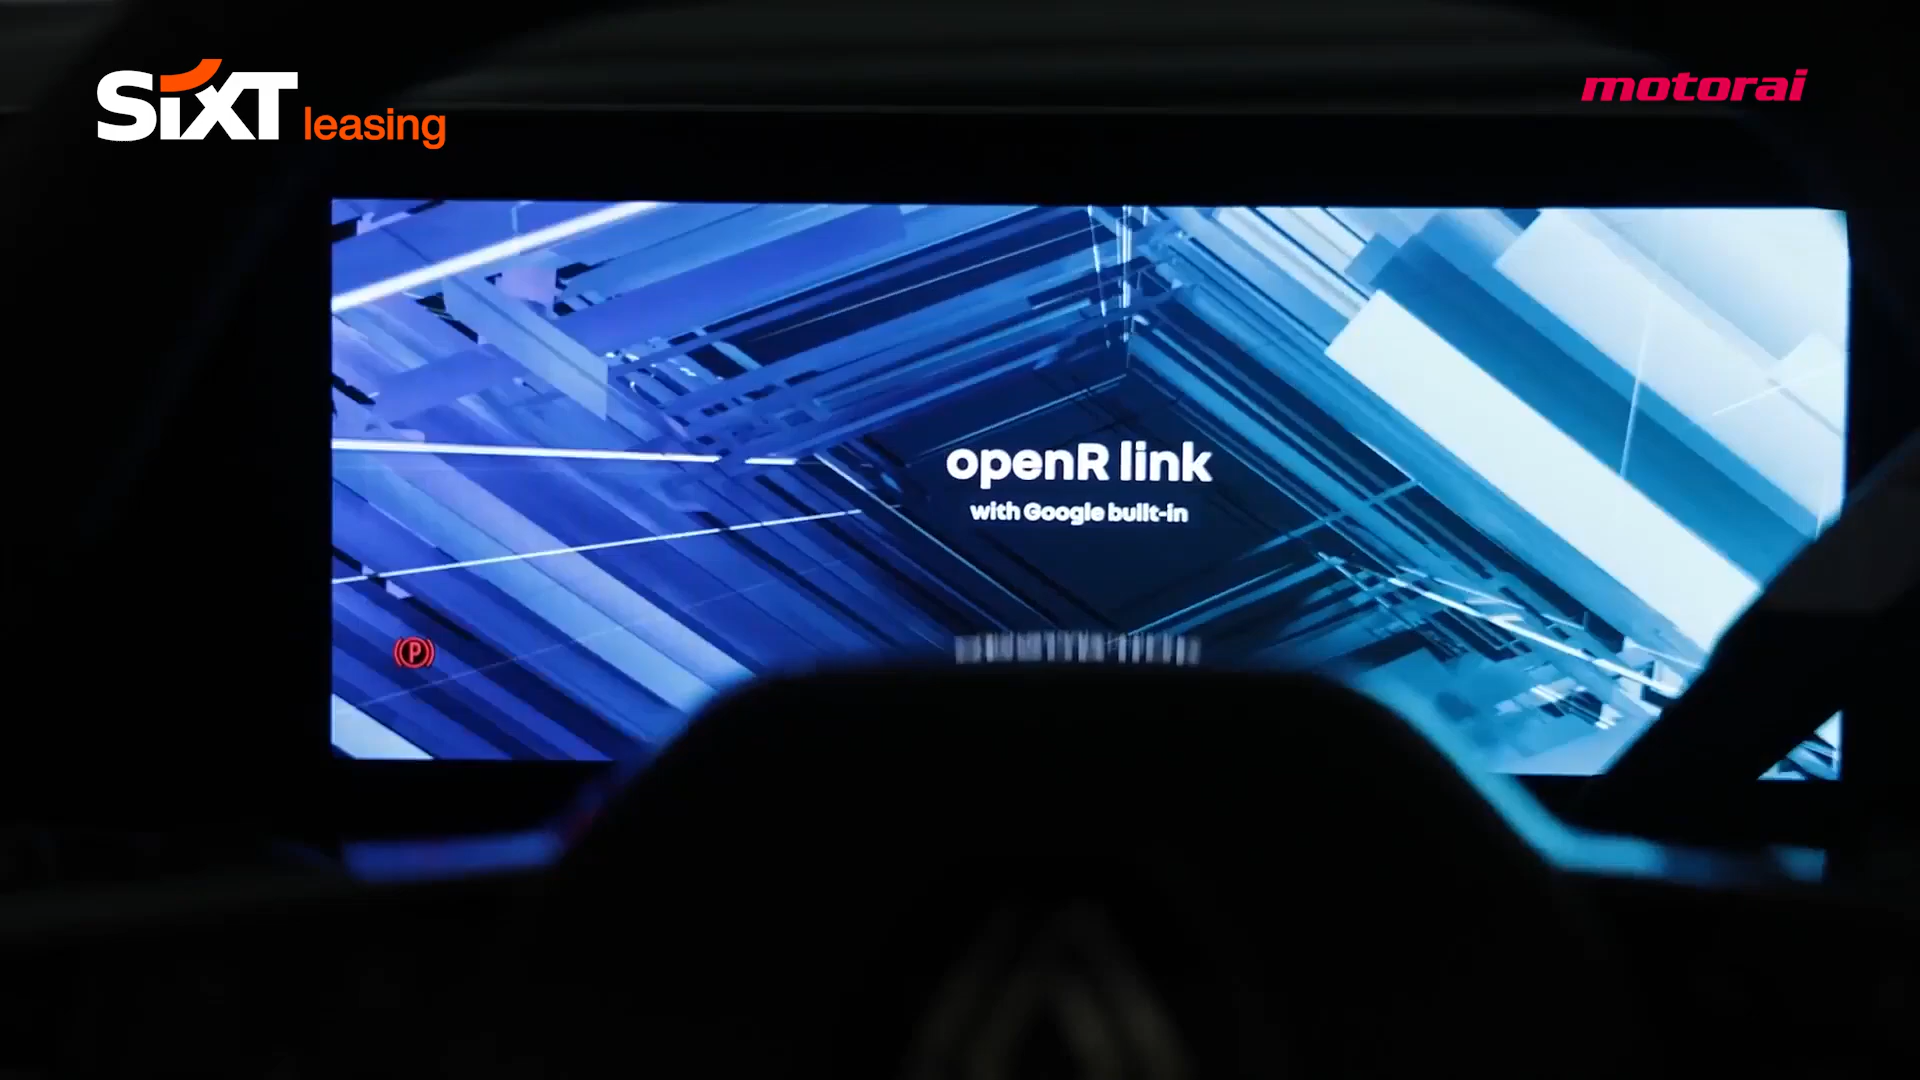 SIXT leasing
motorai
openR link
with Google built-in
P